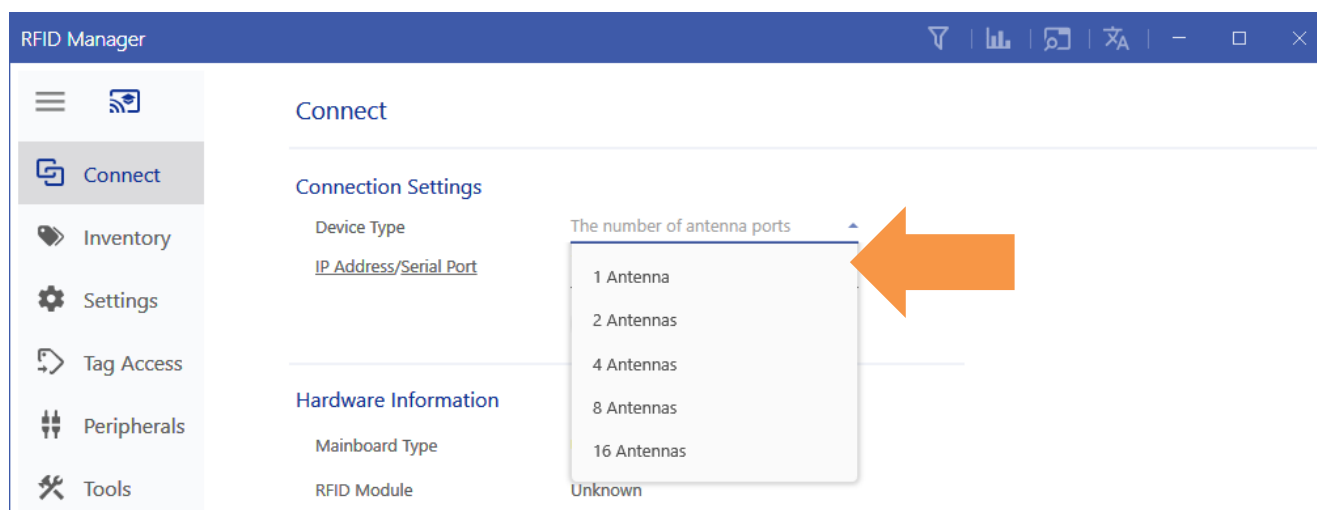 RFID Manager
Connect
Connect
Inventory
Settings
Tag Access
Peripherals
Tools
Connection Settings
Device Type The number of antenna ports
IP Address/Serial Port
1 Antenna
2 Antennas
4 Antennas
8 Antennas
16 Antennas
Hardware Information
Mainboard Type
RFID Module Unknown